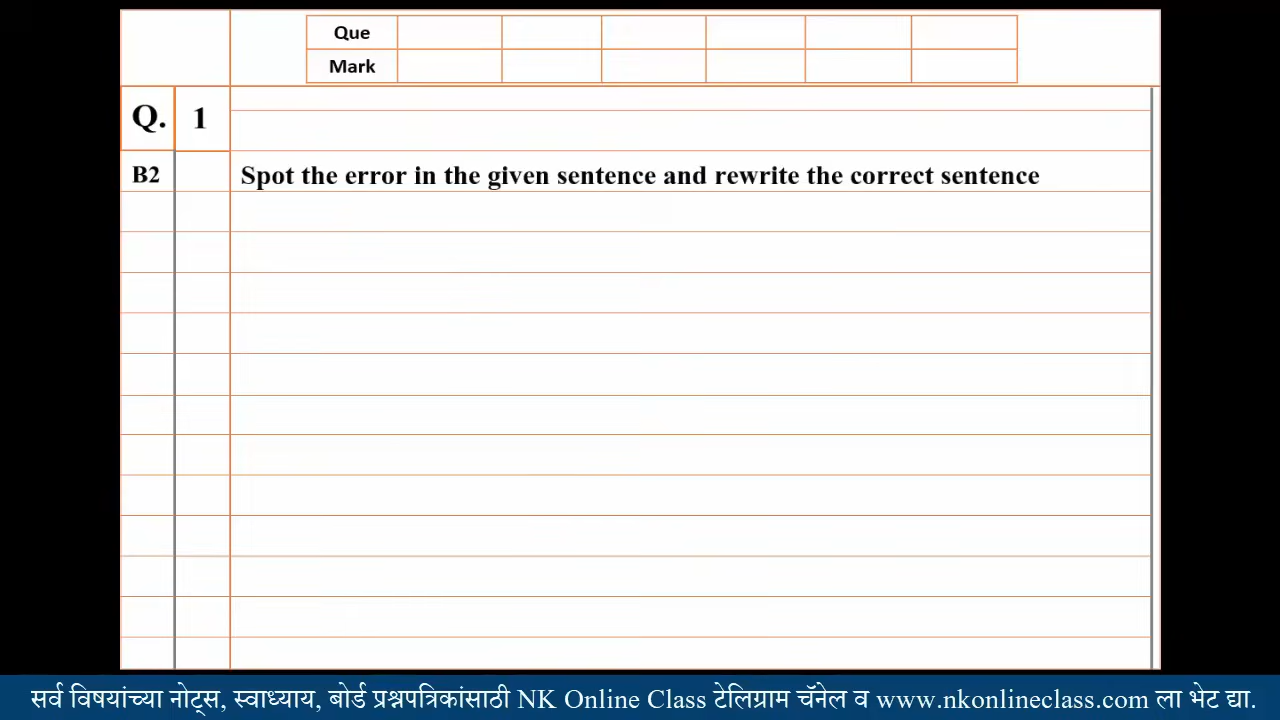 Que
Mark
Q. 1
B2 Spot the error in the given sentence and rewrite the correct sentence
सर्व विषयांच्या नोट्स, स्वाध्याय, बोर्ड प्रश्नपत्रिकांसाठी NK Online Class टेलिग्राम चॅनेल व www.nkonlineclass.com ला भेट द्या.